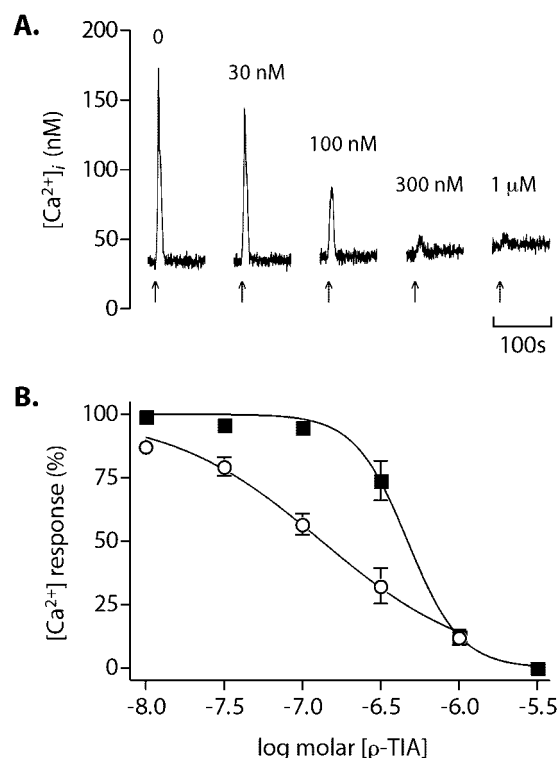 A.
200
150
100
50
0
[Ca²⁺]ᵢ (nM)
0
30 nM
100 nM
300 nM
1 μM
100s
B.
100
75
50
25
0
[Ca²⁺] response (%)
-8.0 -7.5 -7.0 -6.5 -6.0 -5.5
log molar [ρ-TIA]